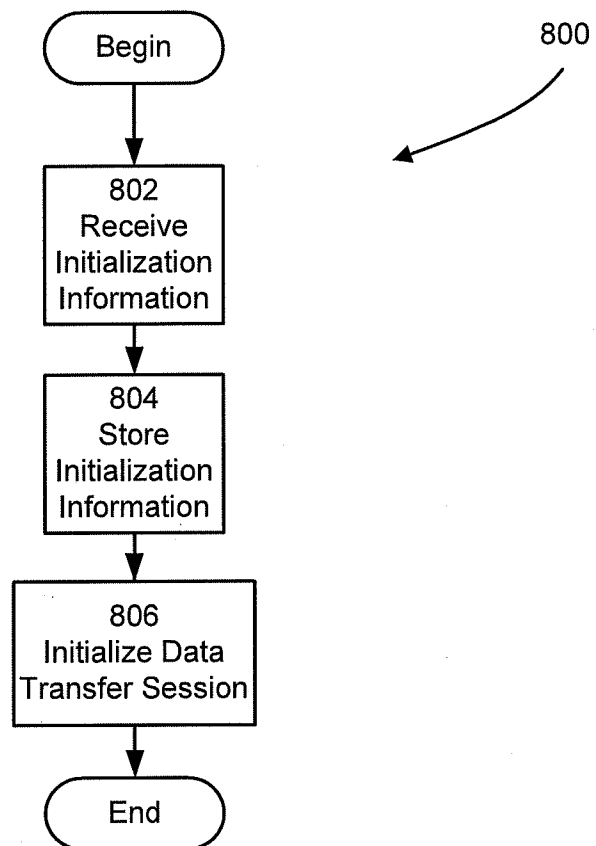 Begin
800
802
Receive
Initialization
Information
804
Store
Initialization
Information
806
Initialize Data
Transfer Session
End